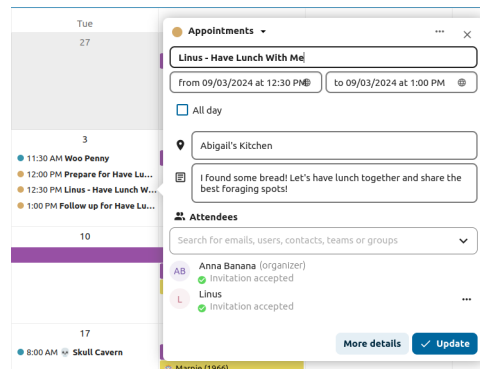 Tue
27
3
11:30 AM Woo Penny
12:00 PM Prepare for Have Lu...
12:30 PM Linus - Have Lunch W...
1:00 PM Follow up for Have Lu...
10
17
8:00 AM 💀 Skull Cavern
Appointments
Linus - Have Lunch With Me
from 09/03/2024 at 12:30 PM
to 09/03/2024 at 1:00 PM
All day
Abigail's Kitchen
I found some bread! Let's have lunch together and share the
best foraging spots!
Attendees
Search for emails, users, contacts, teams or groups
AB
Anna Banana (organizer)
Invitation accepted
L
Linus
Invitation accepted
More details
Update
Marnie (1966)